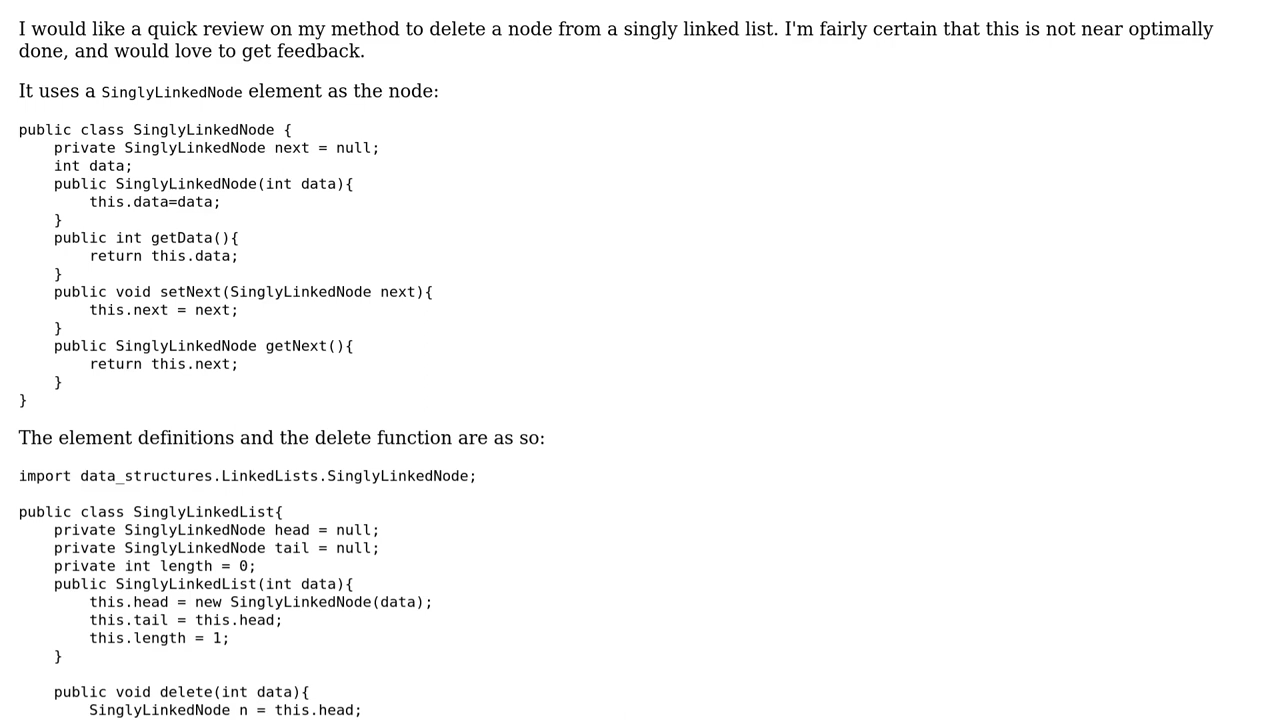 I would like a quick review on my method to delete a node from a singly linked list. I'm fairly certain that this is not near optimally
done, and would love to get feedback.
It uses a SinglyLinkedNode element as the node:
public class SinglyLinkedNode {
    private SinglyLinkedNode next = null;
    int data;
    public SinglyLinkedNode(int data){
        this.data=data;
    }
    public int getData(){
        return this.data;
    }
    public void setNext(SinglyLinkedNode next){
        this.next = next;
    }
    public SinglyLinkedNode getNext(){
        return this.next;
    }
}
The element definitions and the delete function are as so:
import data_structures.LinkedLists.SinglyLinkedNode;
public class SinglyLinkedList{
    private SinglyLinkedNode head = null;
    private SinglyLinkedNode tail = null;
    private int length = 0;
    public SinglyLinkedList(int data){
        this.head = new SinglyLinkedNode(data);
        this.tail = this.head;
        this.length = 1;
    }
    public void delete(int data){
        SinglyLinkedNode n = this.head;